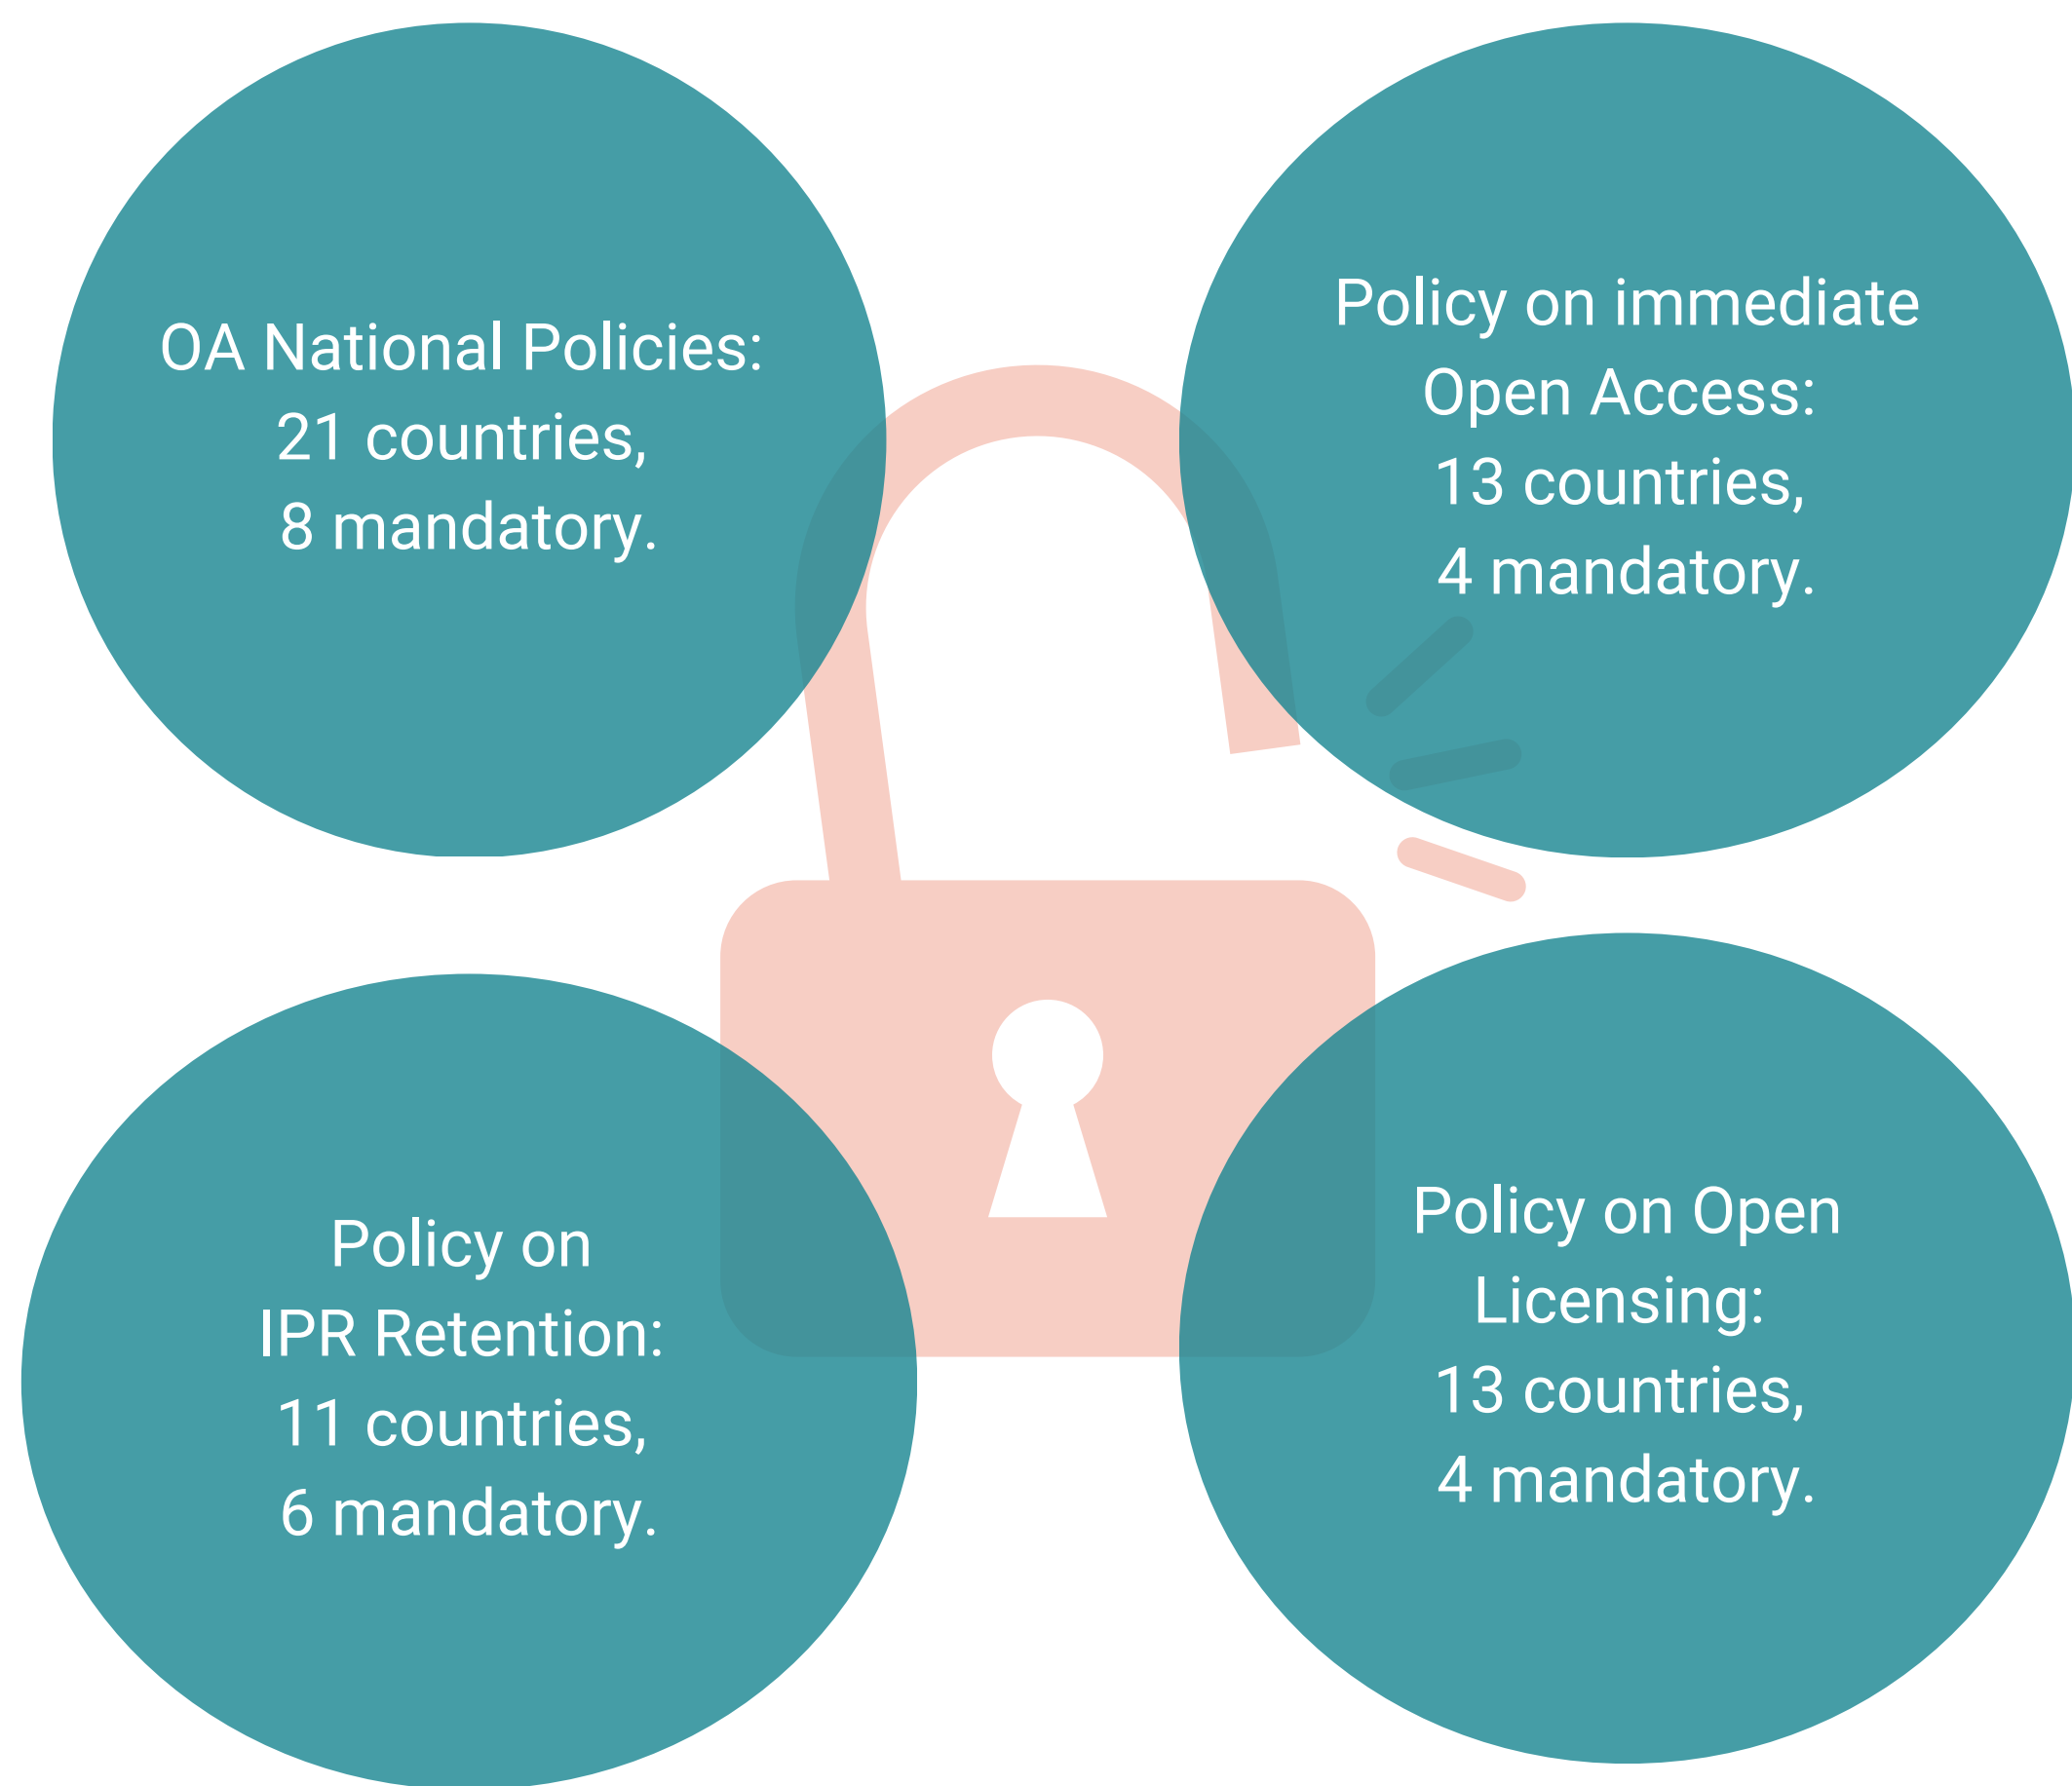 OA National Policies:
21 countries,
8 mandatory.
Policy on immediate
Open Access:
13 countries,
4 mandatory.
Policy on
IPR Retention:
11 countries,
6 mandatory.
Policy on Open
Licensing:
13 countries,
4 mandatory.